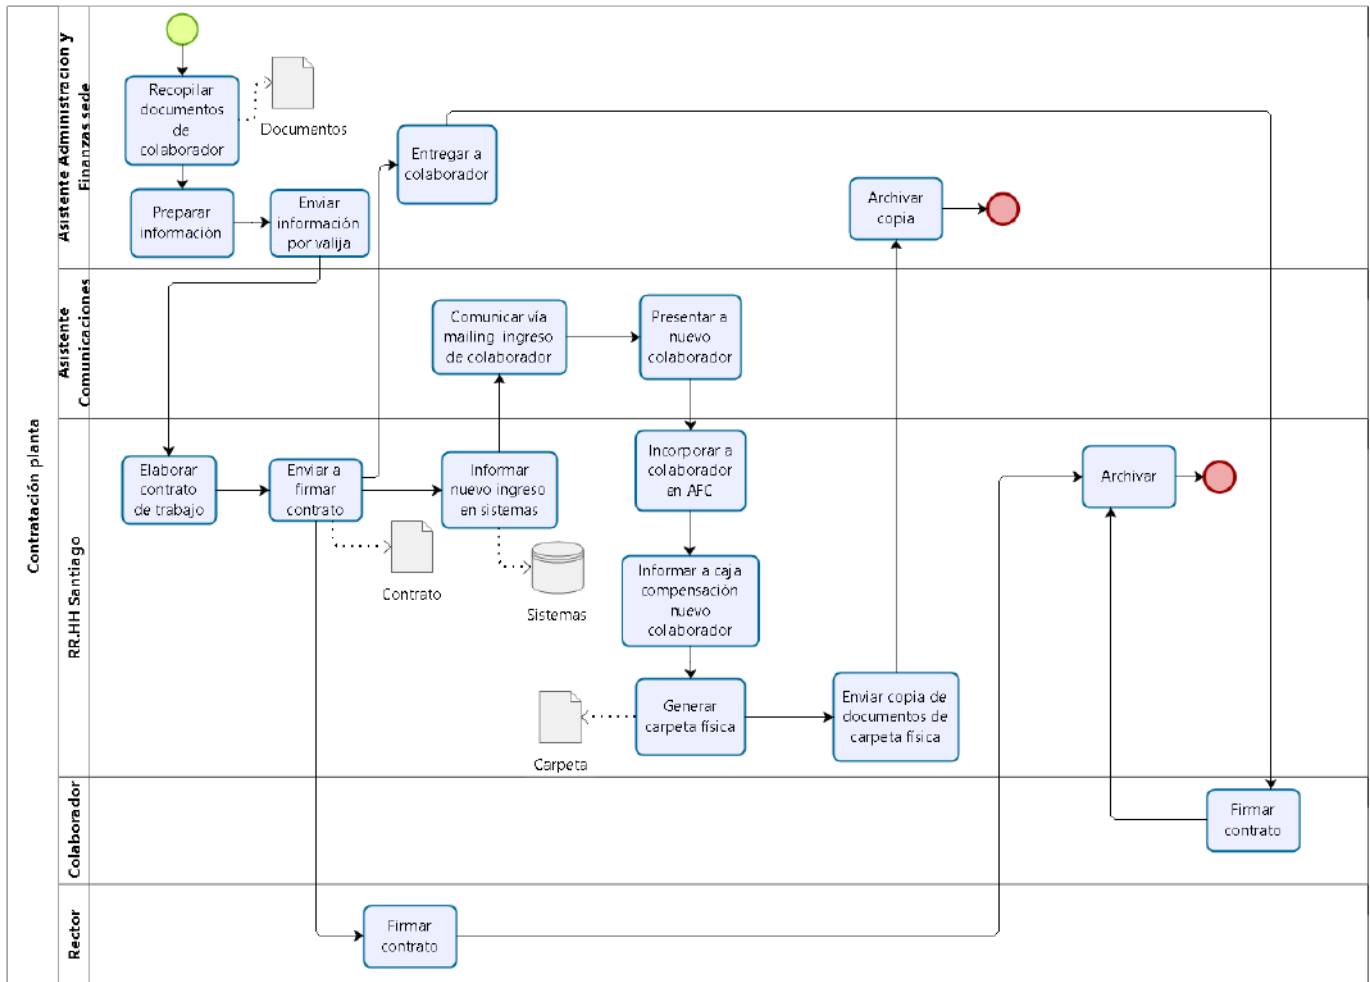 Contratación planta
Asistente Administración y
Finanzas sede
Recopilar
documentos
de
colaborador
Documentos
Preparar
información
Enviar
información
por valija
Entregar a
colaborador
Archivar
copia
Asistente
Comunicaciones
Comunicar vía
mailing ingreso
de colaborador
Presentar a
nuevo
colaborador
RR.HH Santiago
Elaborar
contrato
de trabajo
Enviar a
firmar
contrato
Contrato
Informar
nuevo ingreso
en sistemas
Sistemas
Incorporar a
colaborador
en AFC
Informar a caja
compensación
nuevo
colaborador
Generar
carpeta física
Carpeta
Enviar copia de
documentos de
carpeta física
Archivar
Colaborador
Firmar
contrato
Rector
Firmar
contrato